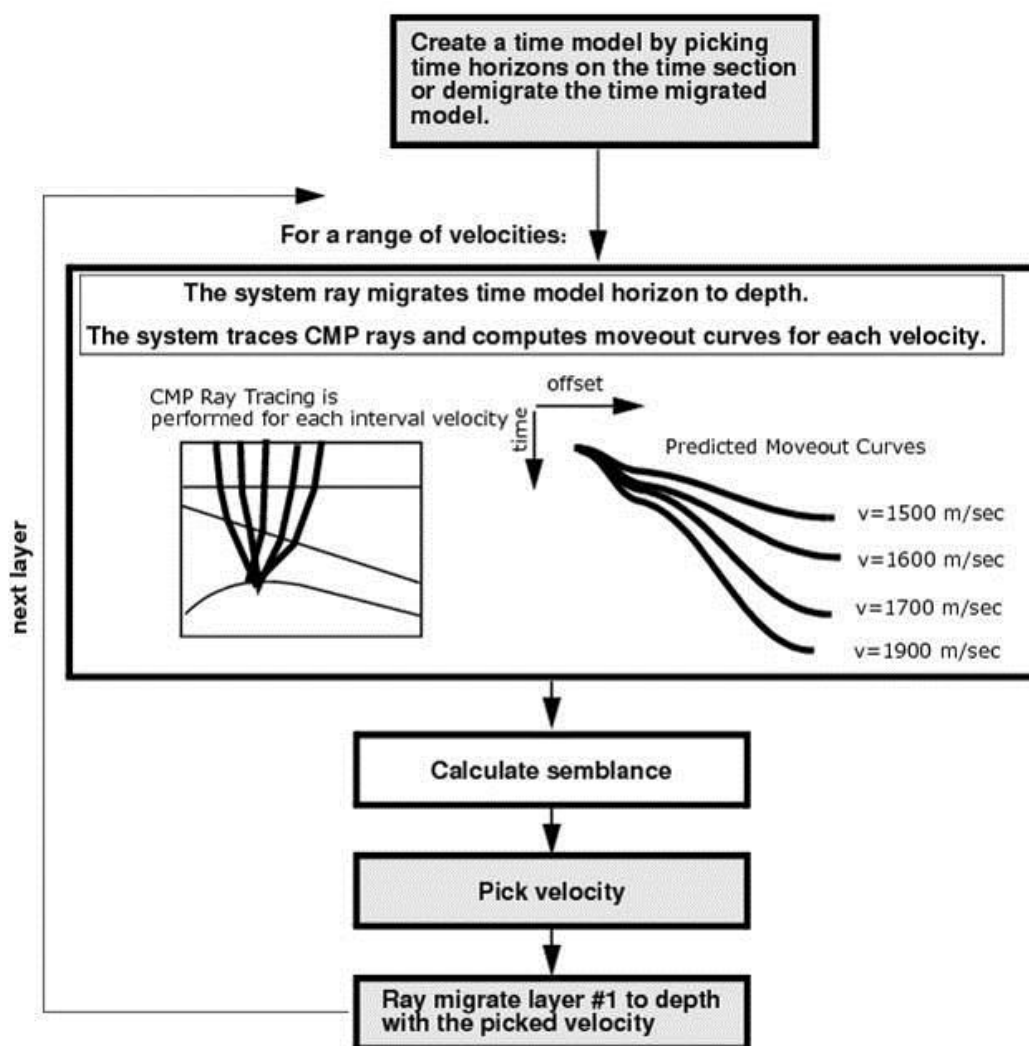 Create a time model by picking
time horizons on the time section
or demigrate the time migrated
model.
For a range of velocities:
The system ray migrates time model horizon to depth.
The system traces CMP rays and computes moveout curves for each velocity.
CMP Ray Tracing is
performed for each interval velocity
offset
time
Predicted Moveout Curves
v=1500 m/sec
v=1600 m/sec
v=1700 m/sec
v=1900 m/sec
next layer
Calculate semblance
Pick velocity
Ray migrate layer #1 to depth
with the picked velocity